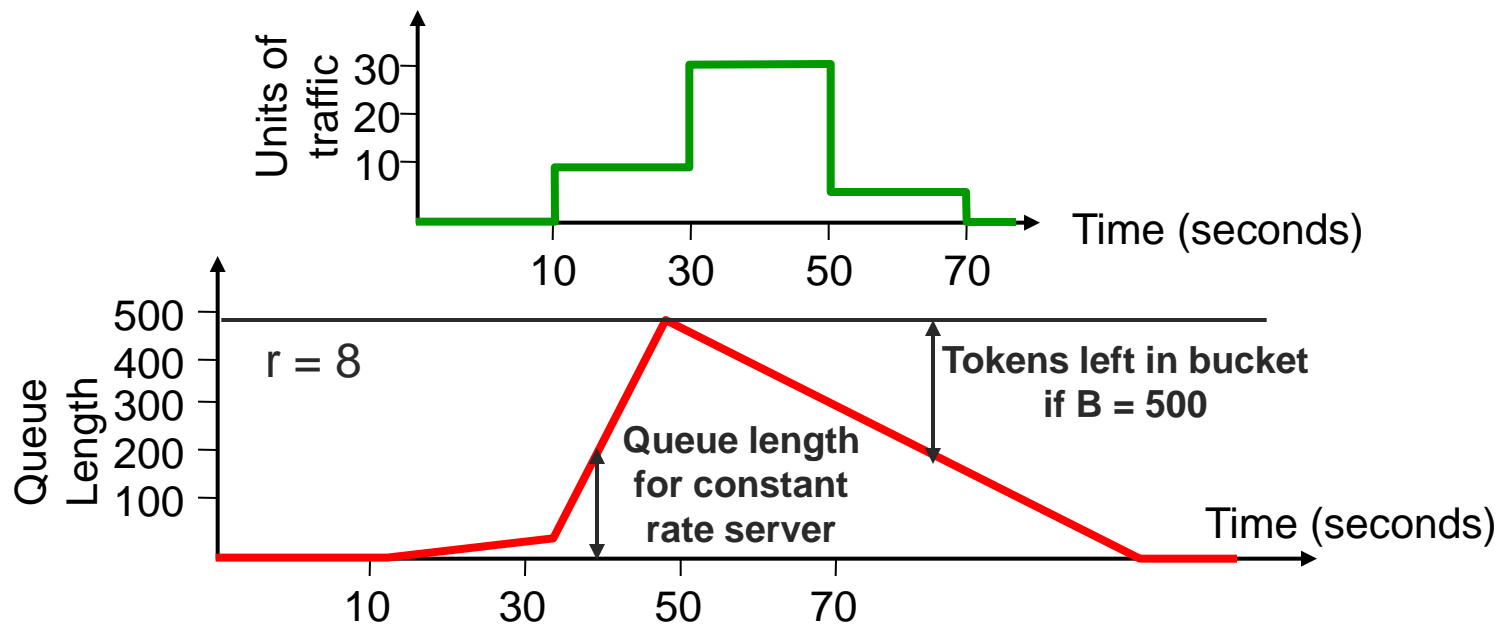 Units of
traffic
30
20
10
Time (seconds)
10
30
50
70
Queue
Length
500
400
300
200
100
r = 8
Tokens left in bucket
if B = 500
Queue length
for constant
rate server
Time (seconds)
10
30
50
70